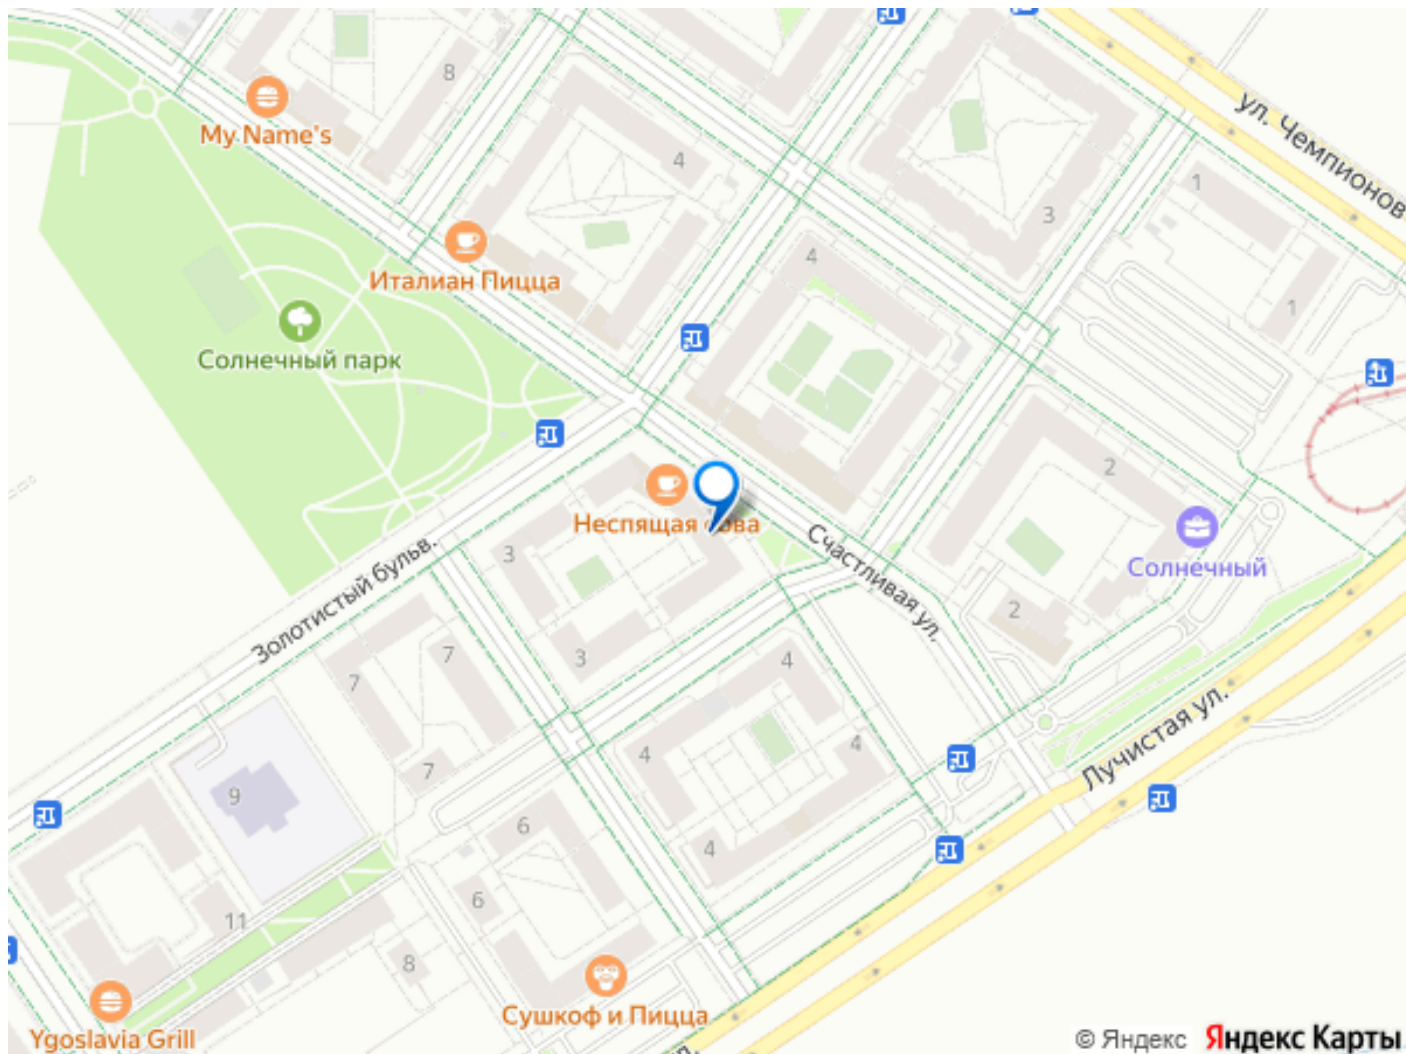 8
My Name's
ул. Чемпионов
4
1
3
Италиан Пицца
4
1
Солнечный парк
2
Неспящая
3
Счастливая ул.
Солнечный
Золотистый бульв.
2
7
3
4
7
Лучистая ул.
4
4
7
9
6
4
6
11
8
Сушкоф и Пицца
Ygoslavia Grill
ул.
© Яндекс Яндекс Карты